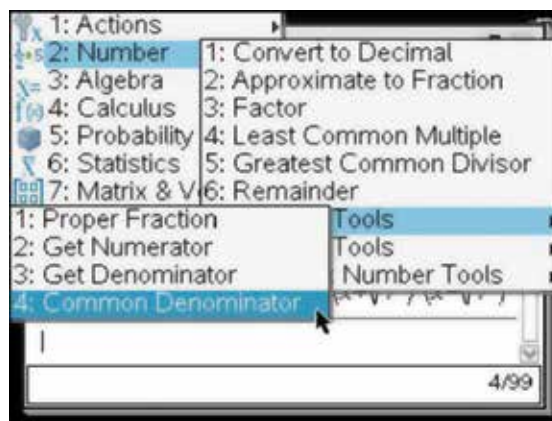 1: Actions
2: Number
3: Algebra
4: Calculus
5: Probability
6: Statistics
7: Matrix & V
1: Convert to Decimal
2: Approximate to Fraction
3: Factor
4: Least Common Multiple
5: Greatest Common Divisor
6: Remainder
Tools
Tools
Number Tools
1: Proper Fraction
2: Get Numerator
3: Get Denominator
4: Common Denominator
4/99